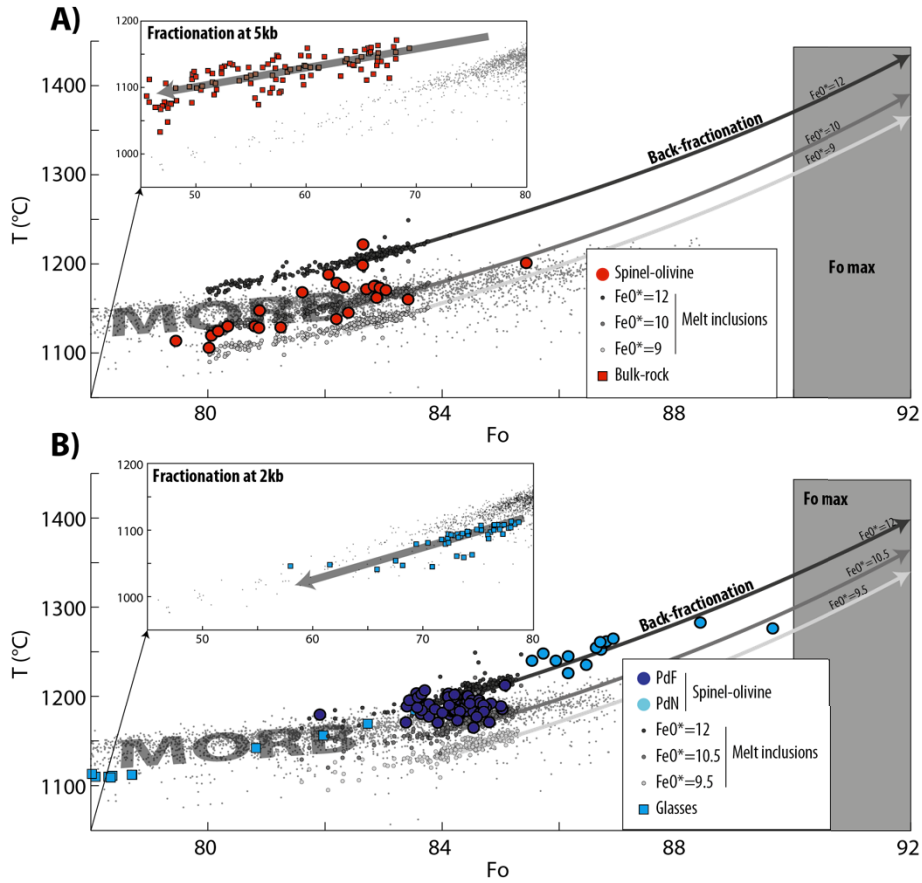 A)
Fractionation at 5kb
1200
1100
1000
50
60
70
80
1400
1300
1200
1100
T (°C)
FeO*=12
FeO*=10
FeO*=9
Back-fractionation
Fo max
MORB
Spinel-olivine
FeO*=12
FeO*=10
FeO*=9
Melt inclusions
Bulk-rock
80
84
88
92
Fo
B)
Fractionation at 2kb
1200
1100
1000
50
60
70
80
1400
1300
1200
1100
T (°C)
Fo max
FeO*=12
FeO*=10.5
FeO*=9.5
Back-fractionation
MORB
PdF
PdN
Spinel-olivine
FeO*=12
FeO*=10.5
FeO*=9.5
Melt inclusions
Glasses
80
84
88
92
Fo